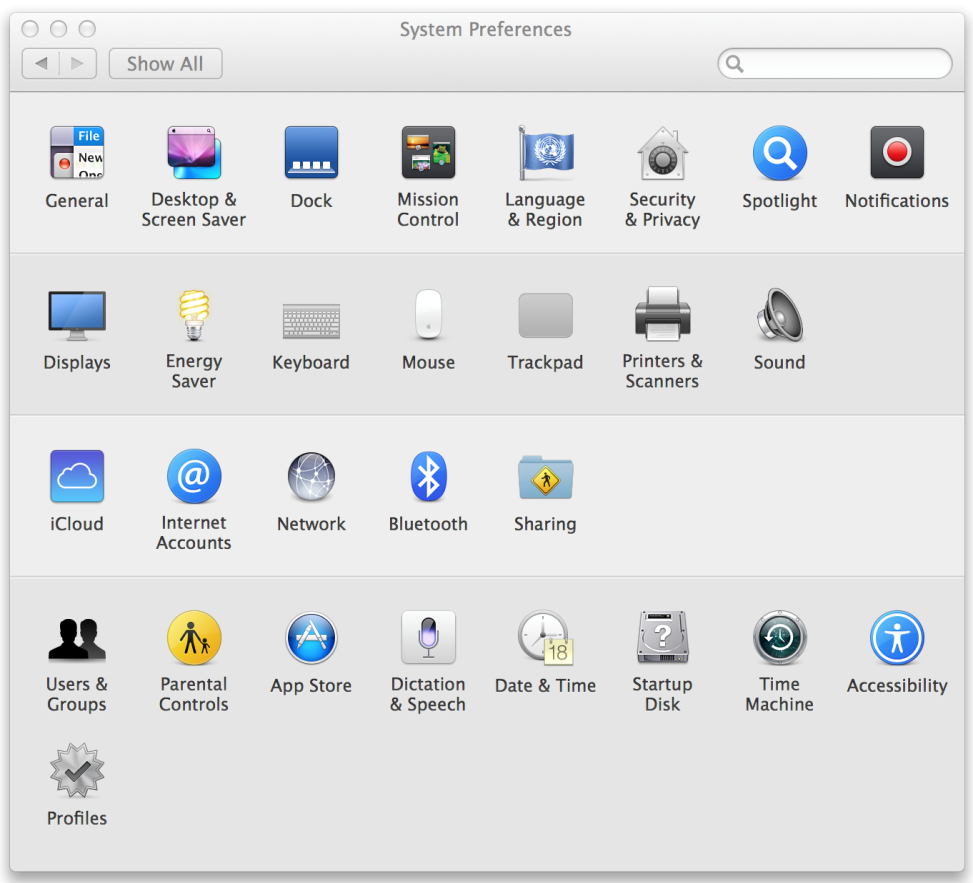 System Preferences
Show All
File
New
Ope
General
Desktop &
Screen Saver
Dock
Mission
Control
Language
& Region
Security
& Privacy
Spotlight
Notifications
Displays
Energy
Saver
Keyboard
Mouse
Trackpad
Printers &
Scanners
Sound
@
iCloud
Internet
Accounts
Network
Bluetooth
Sharing
18
?
Users &
Groups
Parental
Controls
App Store
Dictation
& Speech
Date & Time
Startup
Disk
Time
Machine
Accessibility
Profiles